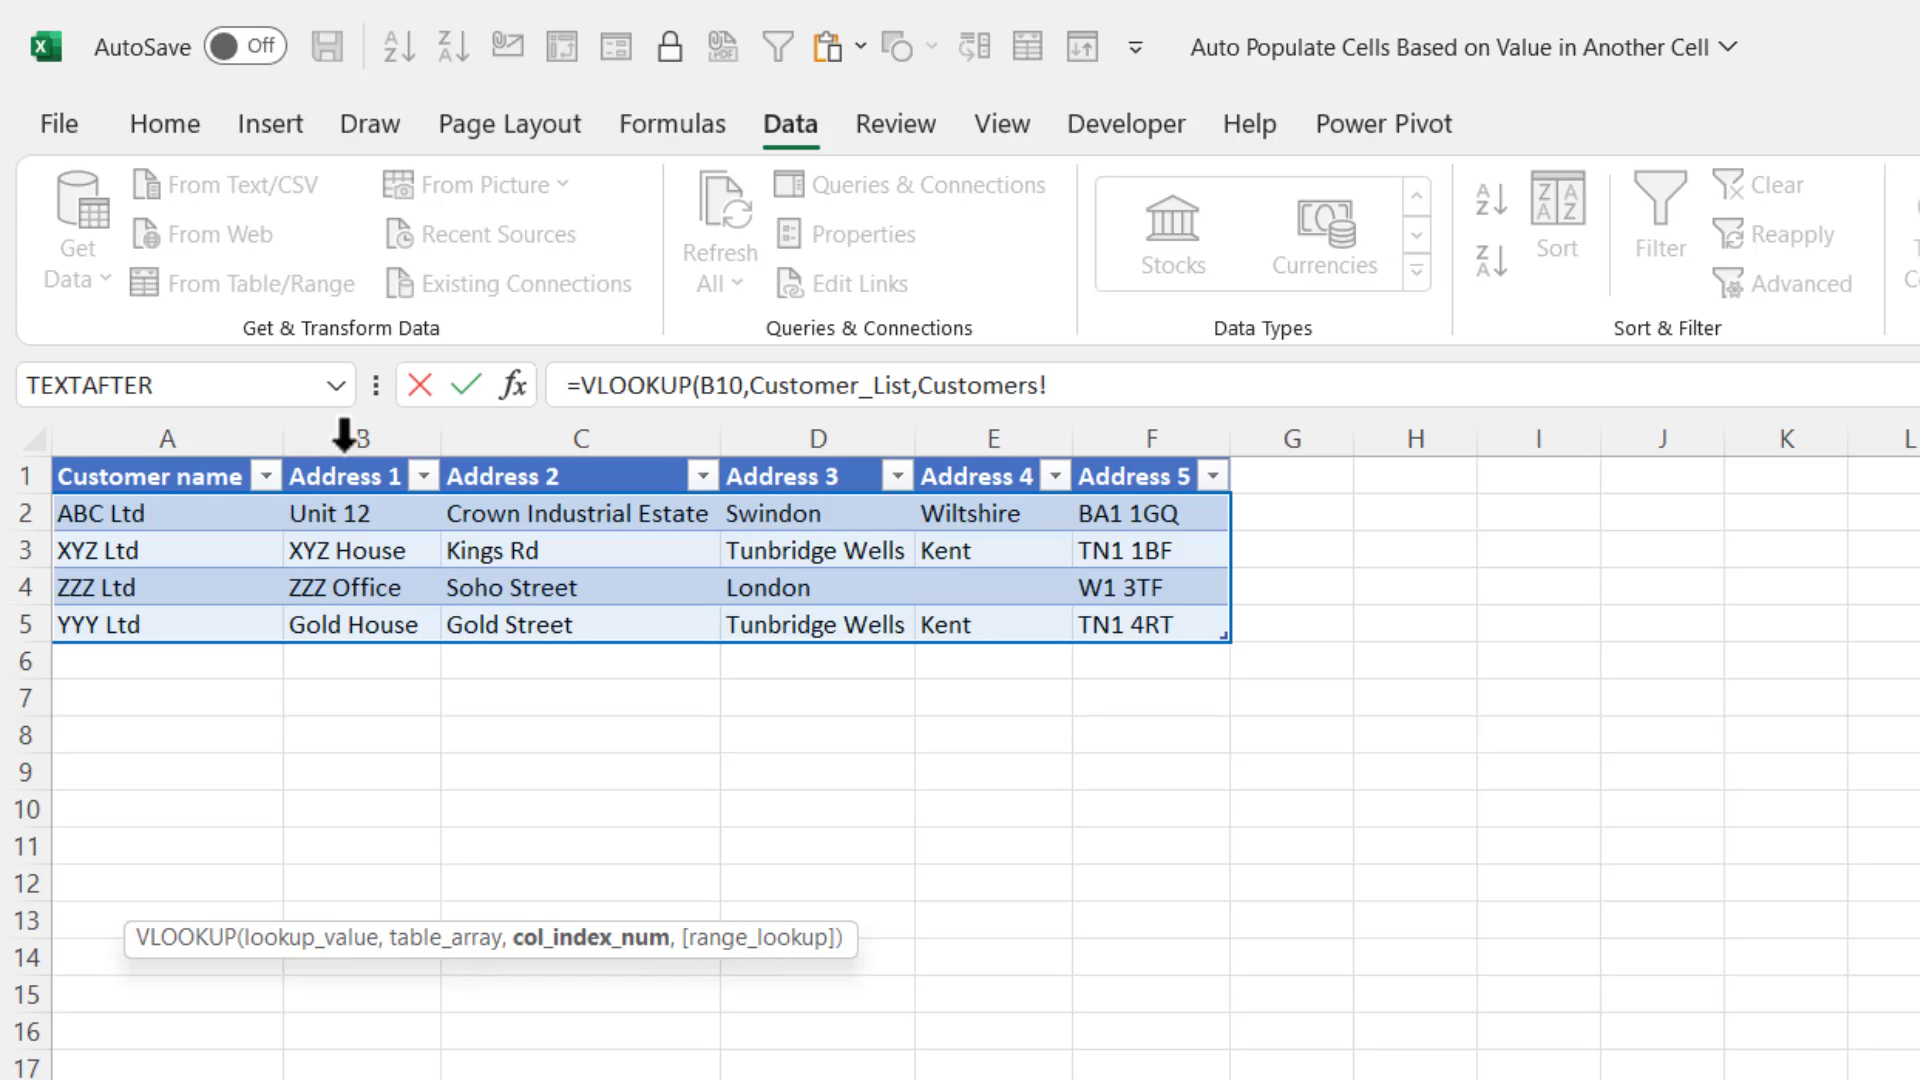 AutoSave Off Auto Populate Cells Based on Value in Another Cell
File Home Insert Draw Page Layout Formulas Data Review View Developer Help Power Pivot
Get Data
From Text/CSV
From Web
From Table/Range
From Picture
Recent Sources
Existing Connections
Get & Transform Data
Refresh All
Queries & Connections
Properties
Edit Links
Queries & Connections
Stocks
Currencies
Data Types
Sort
Filter
Clear
Reapply
Advanced
Sort & Filter
TEXTAFTER fx =VLOOKUP(B10,Customer_List,Customers!
A B C D E F G H I J K L
1 Customer name Address 1 Address 2 Address 3 Address 4 Address 5
2 ABC Ltd Unit 12 Crown Industrial Estate Swindon Wiltshire BA1 1GQ
3 XYZ Ltd XYZ House Kings Rd Tunbridge Wells Kent TN1 1BF
4 ZZZ Ltd ZZZ Office Soho Street London W1 3TF
5 YYY Ltd Gold House Gold Street Tunbridge Wells Kent TN1 4RT
6
7
8
9
10
11
12
13
VLOOKUP(lookup_value, table_array, col_index_num, [range_lookup])
14
15
16
17